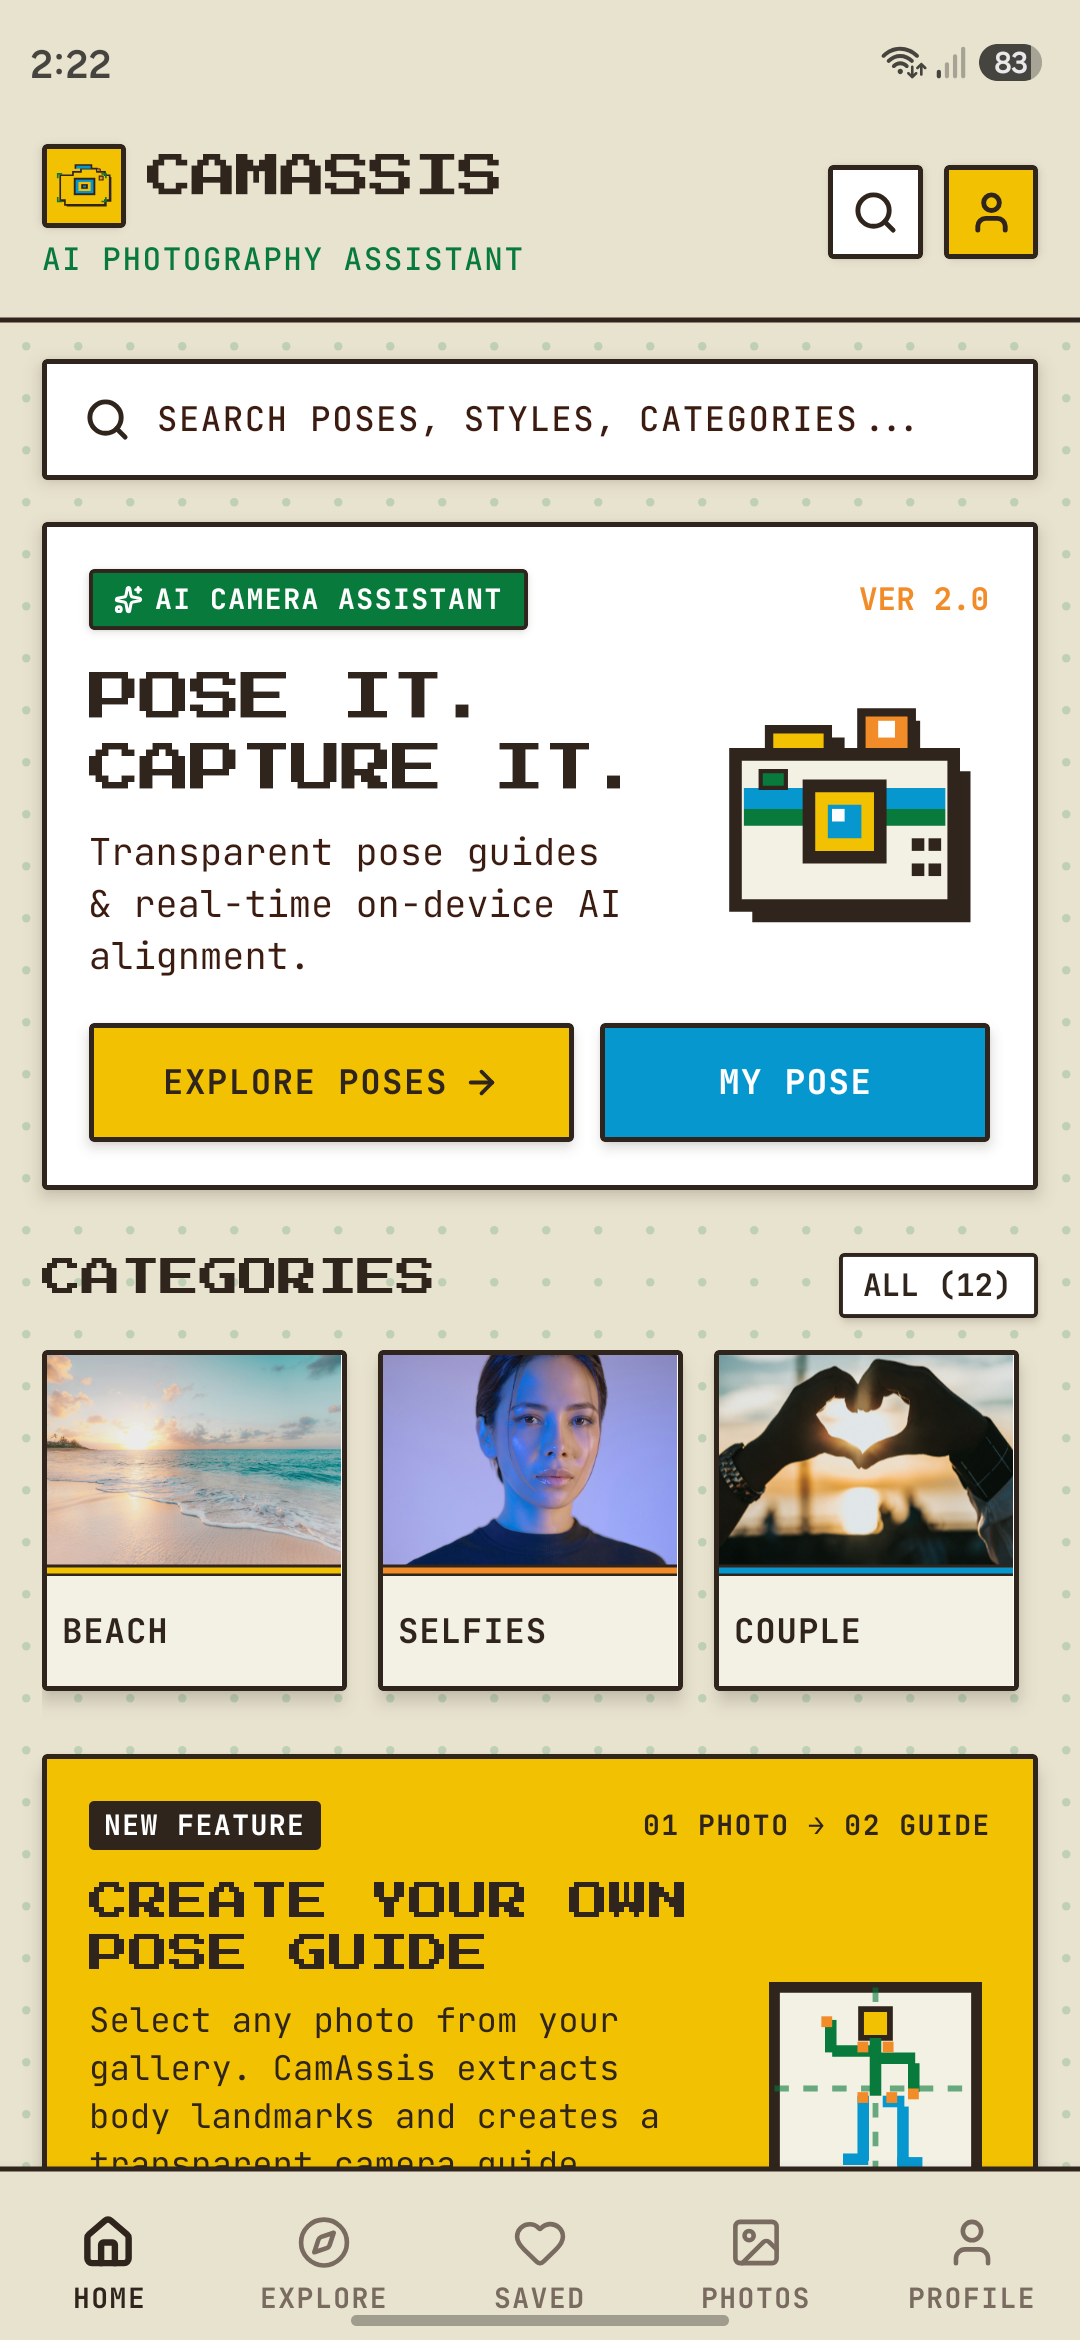 2:22
83
CAMASSIS
AI PHOTOGRAPHY ASSISTANT
SEARCH POSES, STYLES, CATEGORIES...
AI CAMERA ASSISTANT
VER 2.0
POSE IT.
CAPTURE IT.
Transparent pose guides
& real-time on-device AI
alignment.
EXPLORE POSES →
MY POSE
CATEGORIES
ALL (12)
BEACH
SELFIES
COUPLE
NEW FEATURE
01 PHOTO → 02 GUIDE
CREATE YOUR OWN
POSE GUIDE
Select any photo from your
gallery. CamAssis extracts
body landmarks and creates a
transparent camera guide
HOME
EXPLORE
SAVED
PHOTOS
PROFILE